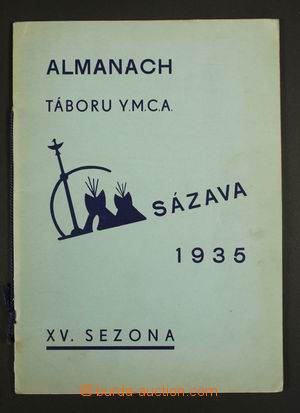 ALMANACH
TÁBORU Y.M.C.A.
SÁZAVA
1935
XV. SEZONA
© burda-auction.com